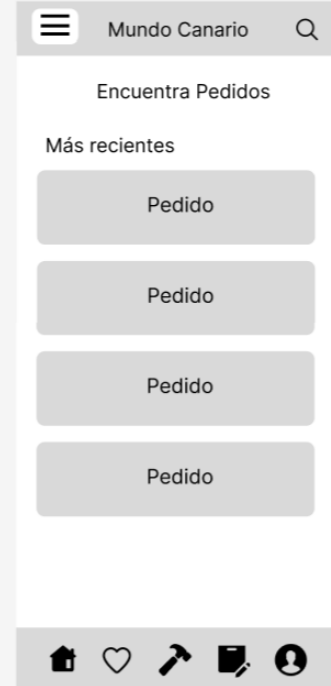 Mundo Canario
Encuentra Pedidos
Más recientes
Pedido
Pedido
Pedido
Pedido